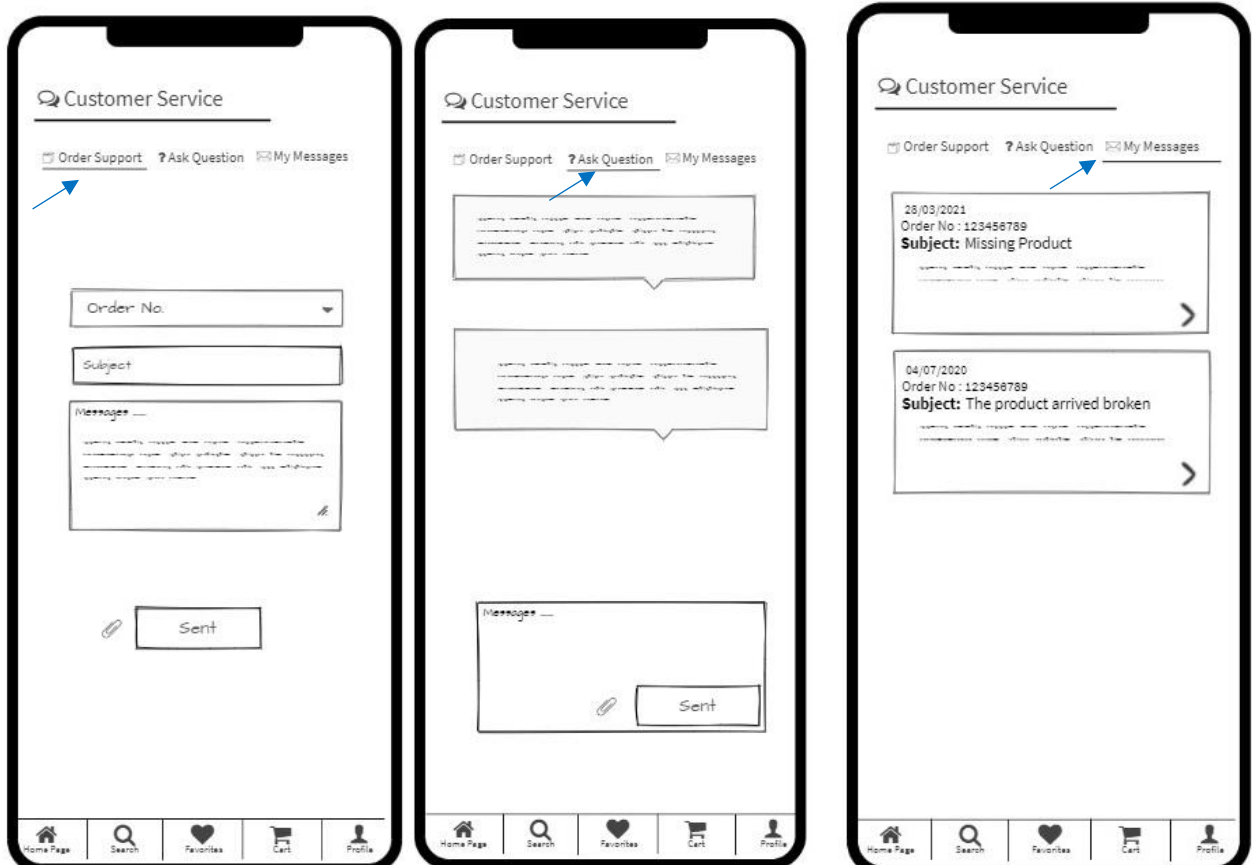 Customer Service
Order Support ? Ask Question My Messages
Order No.
Subject
Messages ....
Sent
Home Page Search Favorites Cart Profile
Customer Service
Order Support ? Ask Question My Messages
Messages ....
Sent
Home Page Search Favorites Cart Profile
Customer Service
Order Support ? Ask Question My Messages
28/03/2021
Order No : 123456789
Subject: Missing Product
04/07/2020
Order No : 123456789
Subject: The product arrived broken
Home Page Search Favorites Cart Profile